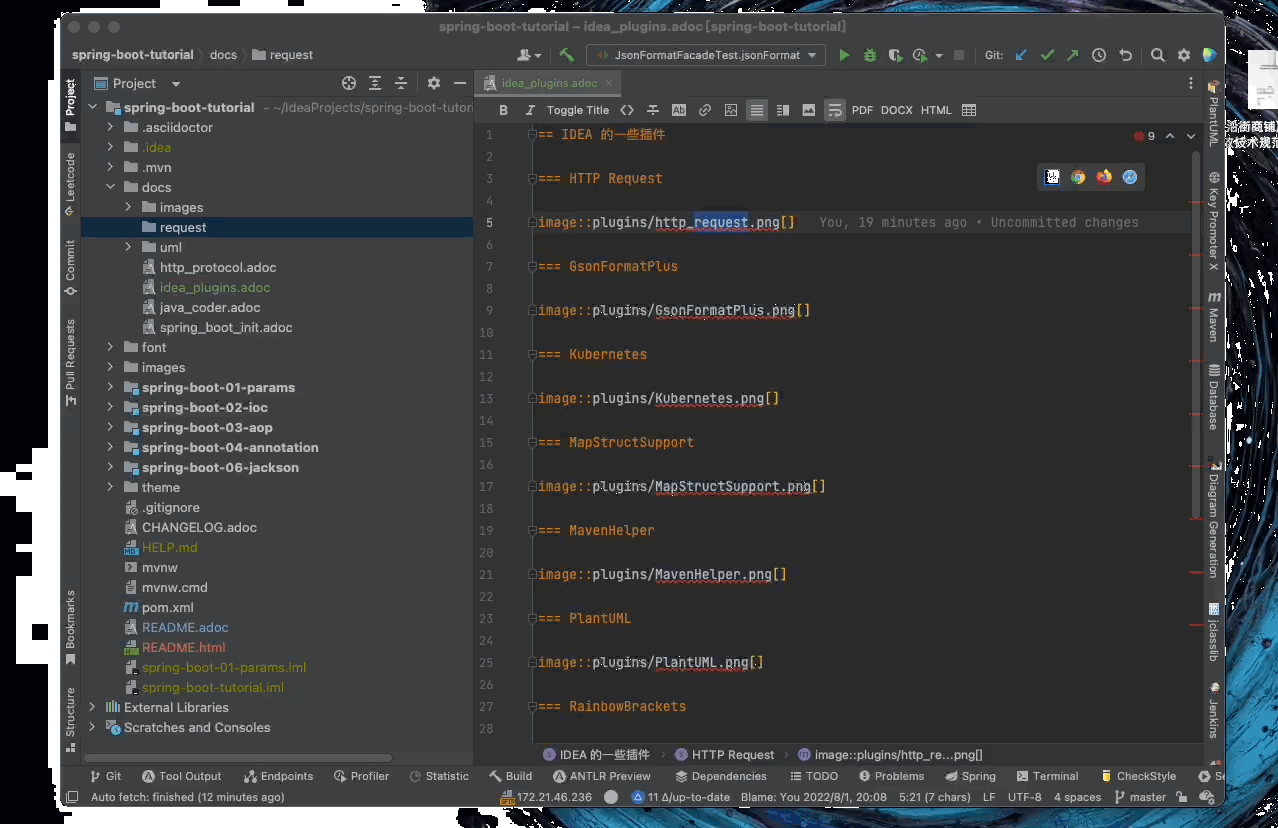 spring-boot-tutorial – idea_plugins.adoc [spring-boot-tutorial]
spring-boot-tutorial › docs › request
JsonFormatFacadeTest.jsonFormat
Git:
Project
idea_plugins.adoc
B I Toggle Title <> Ab PDF DOCX HTML
spring-boot-tutorial – ~/IdeaProjects/spring-boot-tutori
.asciidoctor
.idea
.mvn
docs
images
request
uml
http_protocol.adoc
idea_plugins.adoc
java_coder.adoc
spring_boot_init.adoc
font
images
spring-boot-01-params
spring-boot-02-ioc
spring-boot-03-aop
spring-boot-04-annotation
spring-boot-06-jackson
theme
.gitignore
CHANGELOG.adoc
HELP.md
mvnw
mvnw.cmd
pom.xml
README.adoc
README.html
spring-boot-01-params.iml
spring-boot-tutorial.iml
External Libraries
Scratches and Consoles
Project
Leetcode
Commit
Pull Requests
Bookmarks
Structure
1 == IDEA 的一些插件
9
2
3 === HTTP Request
4
5 image::plugins/http_request.png[] You, 19 minutes ago • Uncommitted changes
6
7 === GsonFormatPlus
8
9 image::plugins/GsonFormatPlus.png[]
10
11 === Kubernetes
12
13 image::plugins/Kubernetes.png[]
14
15 === MapStructSupport
16
17 image::plugins/MapStructSupport.png[]
18
19 === MavenHelper
20
21 image::plugins/MavenHelper.png[]
22
23 === PlantUML
24
25 image::plugins/PlantUML.png[]
26
27 === RainbowBrackets
28
PlantUML
Key Promoter X
Maven
Database
Diagram Generation
jclasslib
Jenkins
街商铺
技术规范
IDEA 的一些插件 › HTTP Request › image::plugins/http_re...png[]
Git Tool Output Endpoints Profiler Statistic Build ANTLR Preview Dependencies TODO Problems Spring Terminal CheckStyle Se
Auto fetch: finished (12 minutes ago) 172.21.46.236 11 Δ/up-to-date Blame: You 2022/8/1, 20:08 5:21 (7 chars) LF UTF-8 4 spaces master